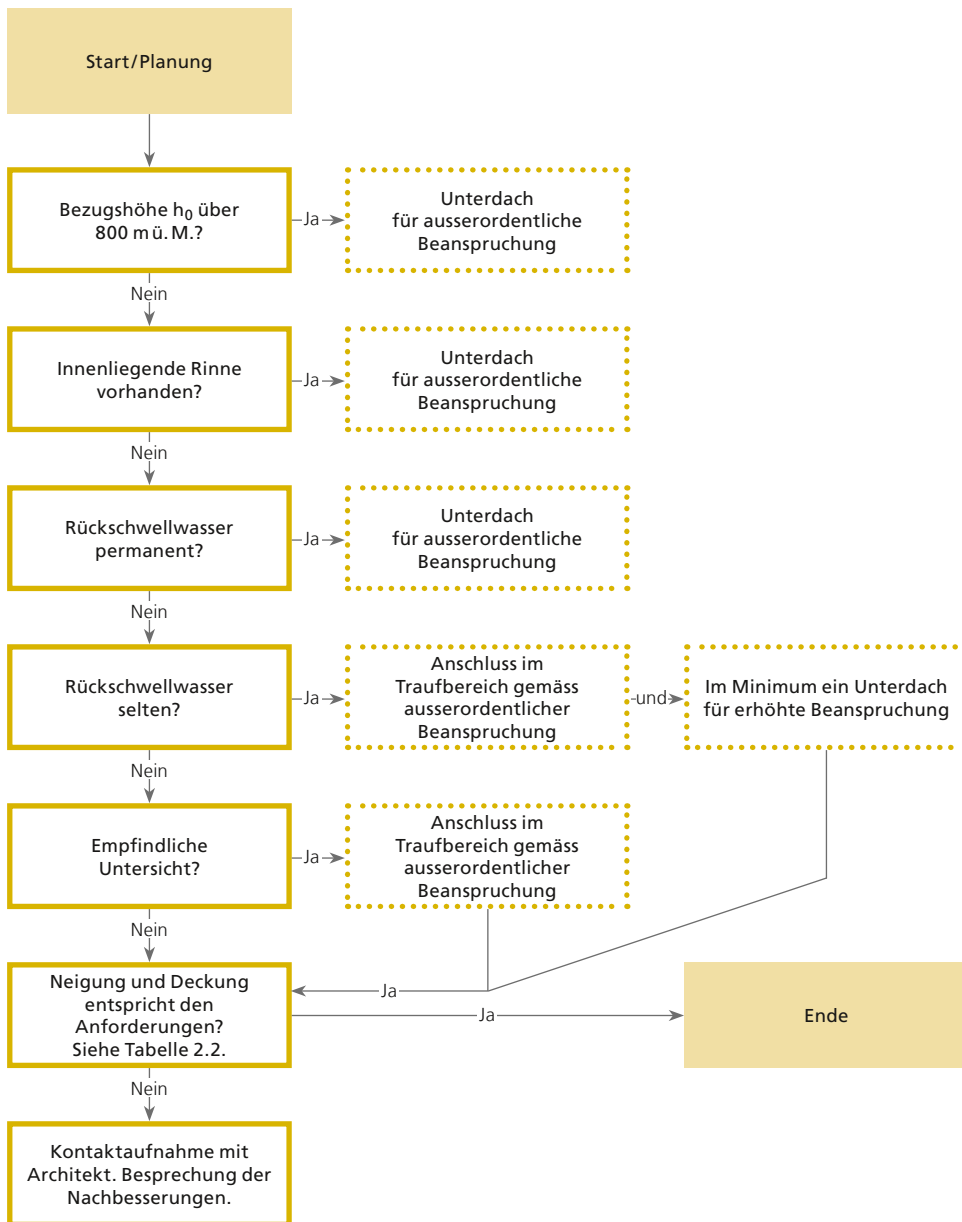 Start/Planung
Bezugshöhe h₀ über
800 m ü. M.?
Ja
Unterdach
für ausserordentliche
Beanspruchung
Nein
Innenliegende Rinne
vorhanden?
Ja
Unterdach
für ausserordentliche
Beanspruchung
Nein
Rückschwellwasser
permanent?
Ja
Unterdach
für ausserordentliche
Beanspruchung
Nein
Rückschwellwasser
selten?
Ja
Anschluss im
Traufbereich gemäss
ausserordentlicher
Beanspruchung
und
Im Minimum ein Unterdach
für erhöhte Beanspruchung
Nein
Empfindliche
Untersicht?
Ja
Anschluss im
Traufbereich gemäss
ausserordentlicher
Beanspruchung
Nein
Neigung und Deckung
entspricht den
Anforderungen?
Siehe Tabelle 2.2.
Ja
Ja
Ende
Nein
Kontaktaufnahme mit
Architekt. Besprechung der
Nachbesserungen.